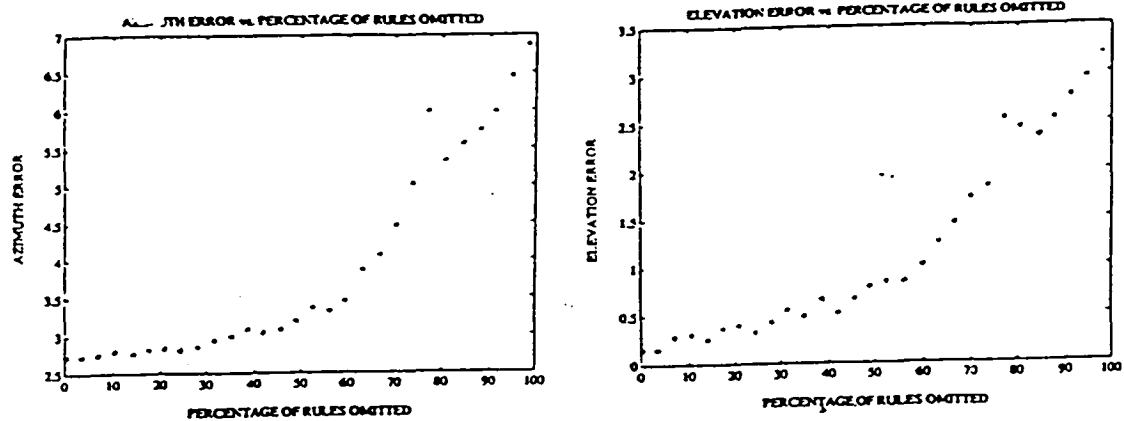 JTH ERROR vs. PERCENTAGE OF RULES OMITTED
7
6.5
6
5.5
5
4.5
4
3.5
3
2.5
AZIMUTH ERROR
0 10 20 30 40 50 60 70 80 90 100
PERCENTAGE OF RULES OMITTED
ELEVATION ERROR vs PERCENTAGE OF RULES OMITTED
3.5
3
2.5
2
1.5
1
0.5
0
ELEVATION ERROR
0 10 20 30 40 50 60 70 80 90 100
PERCENTAGE OF RULES OMITTED